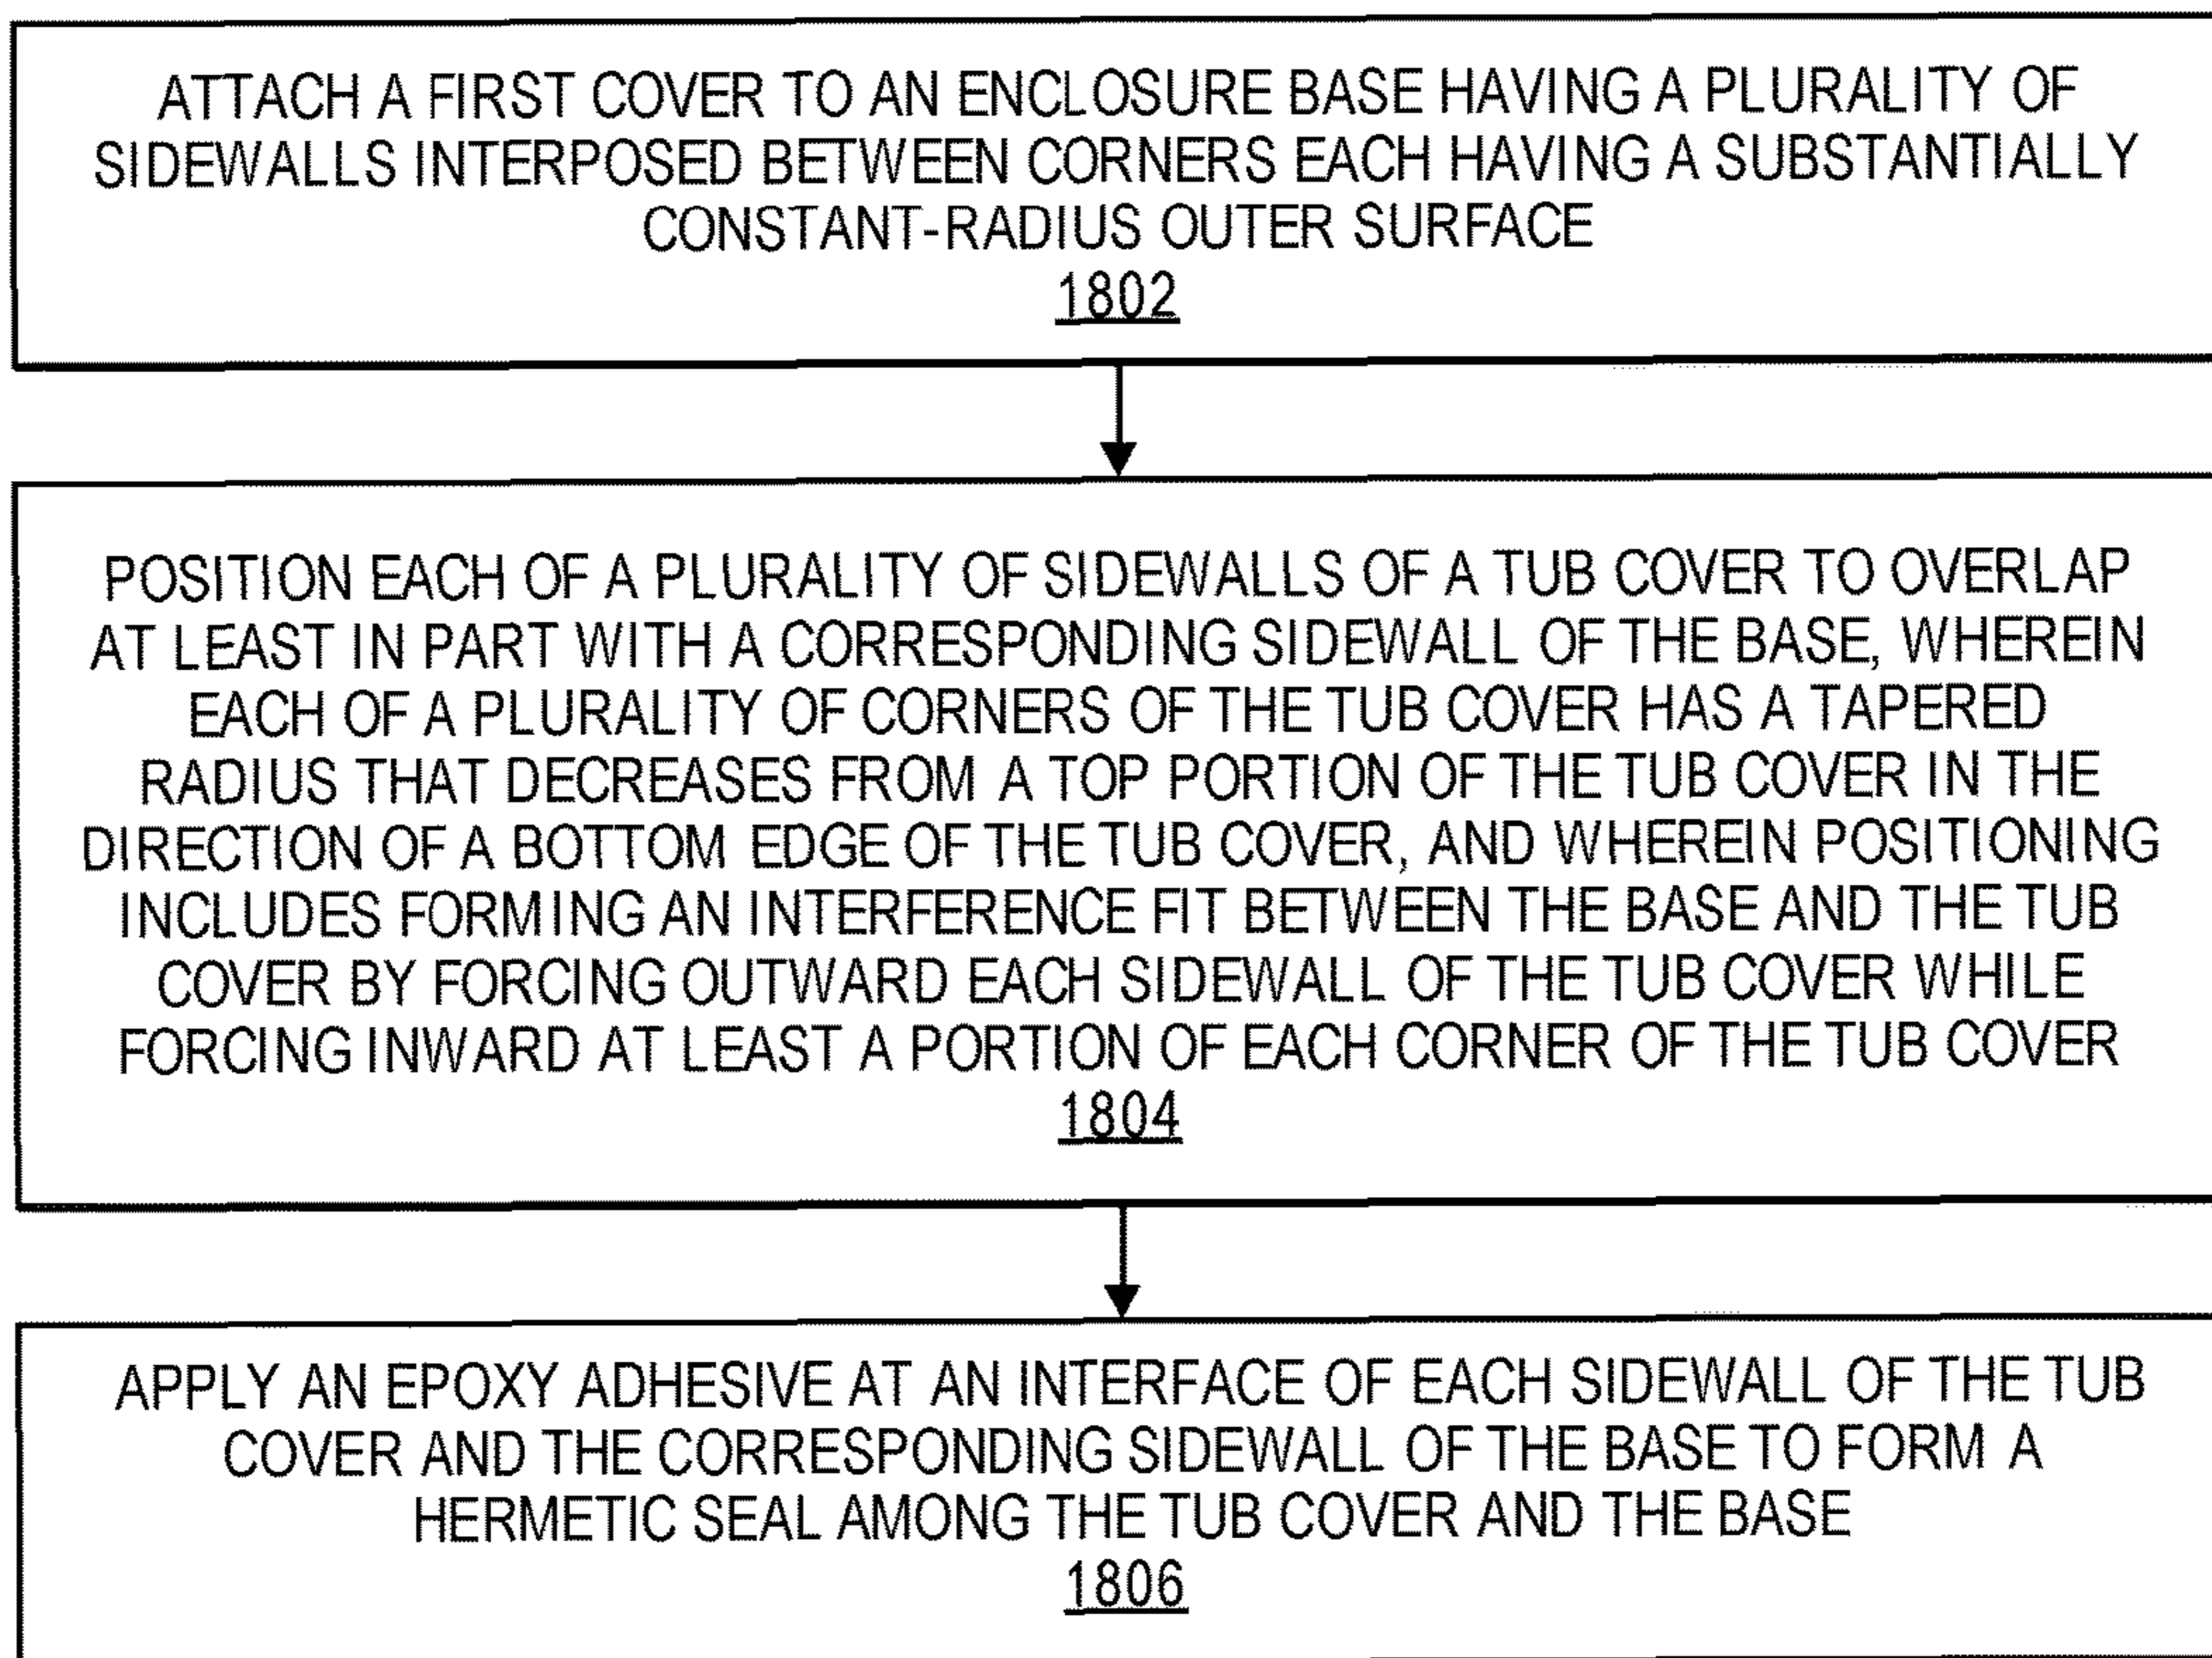 ATTACH A FIRST COVER TO AN ENCLOSURE BASE HAVING A PLURALITY OF
SIDEWALLS INTERPOSED BETWEEN CORNERS EACH HAVING A SUBSTANTIALLY
CONSTANT-RADIUS OUTER SURFACE
1802
POSITION EACH OF A PLURALITY OF SIDEWALLS OF A TUB COVER TO OVERLAP
AT LEAST IN PART WITH A CORRESPONDING SIDEWALL OF THE BASE, WHEREIN
EACH OF A PLURALITY OF CORNERS OF THE TUB COVER HAS A TAPERED
RADIUS THAT DECREASES FROM A TOP PORTION OF THE TUB COVER IN THE
DIRECTION OF A BOTTOM EDGE OF THE TUB COVER, AND WHEREIN POSITIONING
INCLUDES FORMING AN INTERFERENCE FIT BETWEEN THE BASE AND THE TUB
COVER BY FORCING OUTWARD EACH SIDEWALL OF THE TUB COVER WHILE
FORCING INWARD AT LEAST A PORTION OF EACH CORNER OF THE TUB COVER
1804
APPLY AN EPOXY ADHESIVE AT AN INTERFACE OF EACH SIDEWALL OF THE TUB
COVER AND THE CORRESPONDING SIDEWALL OF THE BASE TO FORM A
HERMETIC SEAL AMONG THE TUB COVER AND THE BASE
1806